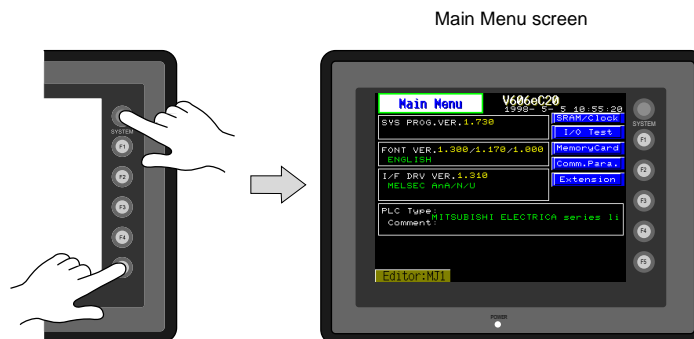 Main Menu screen
SYSTEM
F1
F2
F3
F4
Main Menu
V606eC20
1998- 5- 5 10:55:20
SYS PROG.VER.1.730
FONT VER.1.300/1.170/1.000
ENGLISH
I/F DRV VER.1.310
MELSEC AnA/N/U
PLC Type:MITSUBISHI ELECTRICA series li
Comment:
SRAM/Clock
I/O Test
MemoryCard
Comm.Para.
Extension
Editor:MJ1
SYSTEM
F1
F2
F3
F4
F5
POWER